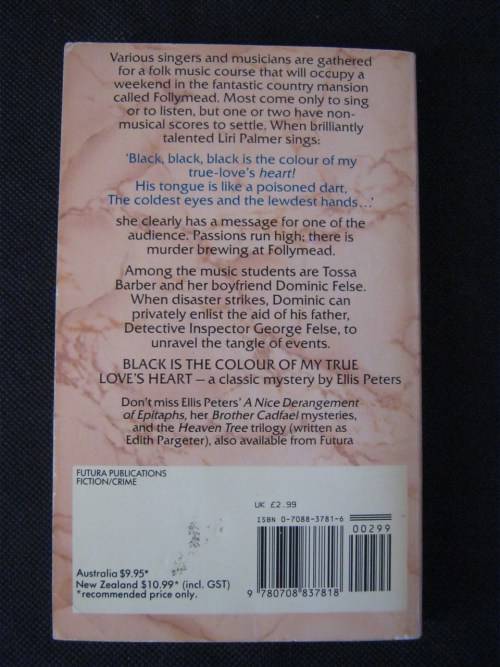 Various singers and musicians are gathered
for a folk music course that will occupy a
weekend in the fantastic country mansion
called Follymead. Most come only to sing
or to listen, but one or two have non-
musical scores to settle. When brilliantly
talented Liri Palmer sings:
'Black, black, black is the colour of my
true-love's heart!
His tongue is like a poisoned dart,
The coldest eyes and the lewdest hands...'
she clearly has a message for one of the
audience. Passions run high; there is
murder brewing at Follymead.
Among the music students are Tossa
Barber and her boyfriend Dominic Felse.
When disaster strikes, Dominic can
privately enlist the aid of his father,
Detective Inspector George Felse, to
unravel the tangle of events.
BLACK IS THE COLOUR OF MY TRUE
LOVE'S HEART – a classic mystery by Ellis Peters
Don't miss Ellis Peters' A Nice Derangement
of Epitaphs, her Brother Cadfael mysteries,
and the Heaven Tree trilogy (written as
Edith Pargeter), also available from Futura
FUTURA PUBLICATIONS
FICTION/CRIME
UK £2.99
ISBN 0-7088-3781-6
00299
Australia $9.95*
New Zealand $10.99* (incl. GST)
*recommended price only.
9 780708 837818